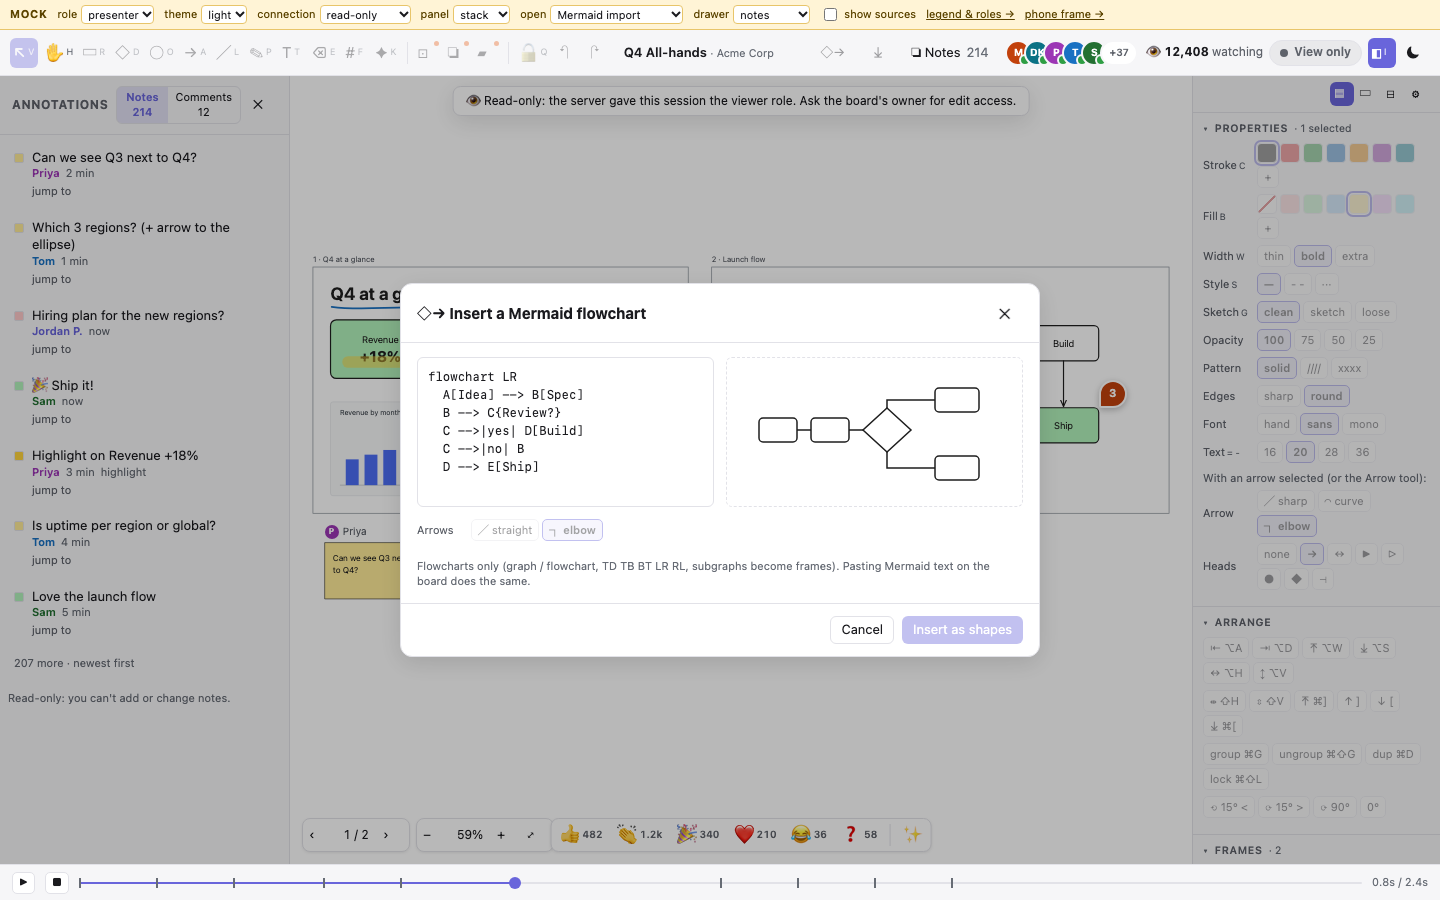 MOCK role presenter theme light connection read-only panel stack open Mermaid import drawer notes show sources legend & roles → phone frame →
V H R D O A L P T E F K Q Q4 All-hands · Acme Corp Notes 214 M DK P T S +37 12,408 watching View only I
ANNOTATIONS Notes 214 Comments 12
Can we see Q3 next to Q4?
Priya 2 min
jump to
Which 3 regions? (+ arrow to the
ellipse)
Tom 1 min
jump to
Hiring plan for the new regions?
Jordan P. now
jump to
🎉 Ship it!
Sam now
jump to
Highlight on Revenue +18%
Priya 3 min highlight
jump to
Is uptime per region or global?
Tom 4 min
jump to
Love the launch flow
Sam 5 min
jump to
207 more · newest first
Read-only: you can't add or change notes.
Read-only: the server gave this session the viewer role. Ask the board's owner for edit access.
1 · Q4 at a glance
2 · Launch flow
Q4 at a g
Revenue
+18%
Revenue by month
P Priya
Can we see Q3 ne
to Q4?
Build
Ship
3
Insert a Mermaid flowchart
flowchart LR
A[Idea] --> B[Spec]
B --> C{Review?}
C -->|yes| D[Build]
C -->|no| B
D --> E[Ship]
Arrows straight elbow
Flowcharts only (graph / flowchart, TD TB BT LR RL, subgraphs become frames). Pasting Mermaid text on the
board does the same.
Cancel Insert as shapes
‹ 1 / 2 › − 59% + 482 1.2k 340 210 36 58
PROPERTIES · 1 selected
Stroke C
+
Fill B
+
Width W thin bold extra
Style S
Sketch G clean sketch loose
Opacity 100 75 50 25
Pattern solid //// xxxx
Edges sharp round
Font hand sans mono
Text = - 16 20 28 36
With an arrow selected (or the Arrow tool):
Arrow sharp curve
elbow
Heads none
ARRANGE
⇤ ⌥A ⇥ ⌥D ⤒ ⌥W ⤓ ⌥S
↔ ⌥H ↕ ⌥V
⇹ ⇧H ⇳ ⇧V ⤒ ⌘] ↑ ] ↓ [
⤓ ⌘[
group ⌘G ungroup ⌘⇧G dup ⌘D
lock ⌘⇧L
⟲ 15° < ⟳ 15° > ⟳ 90° 0°
FRAMES · 2
0.8s / 2.4s